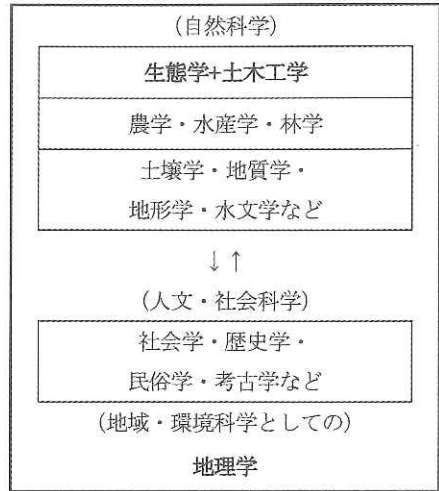 (自然科学)
生態学+土木工学
農学・水産学・林学
土壌学・地質学・
地形学・水文学など
↓ ↑
(人文・社会科学)
社会学・歴史学・
民俗学・考古学など
(地域・環境科学としての)
地理学